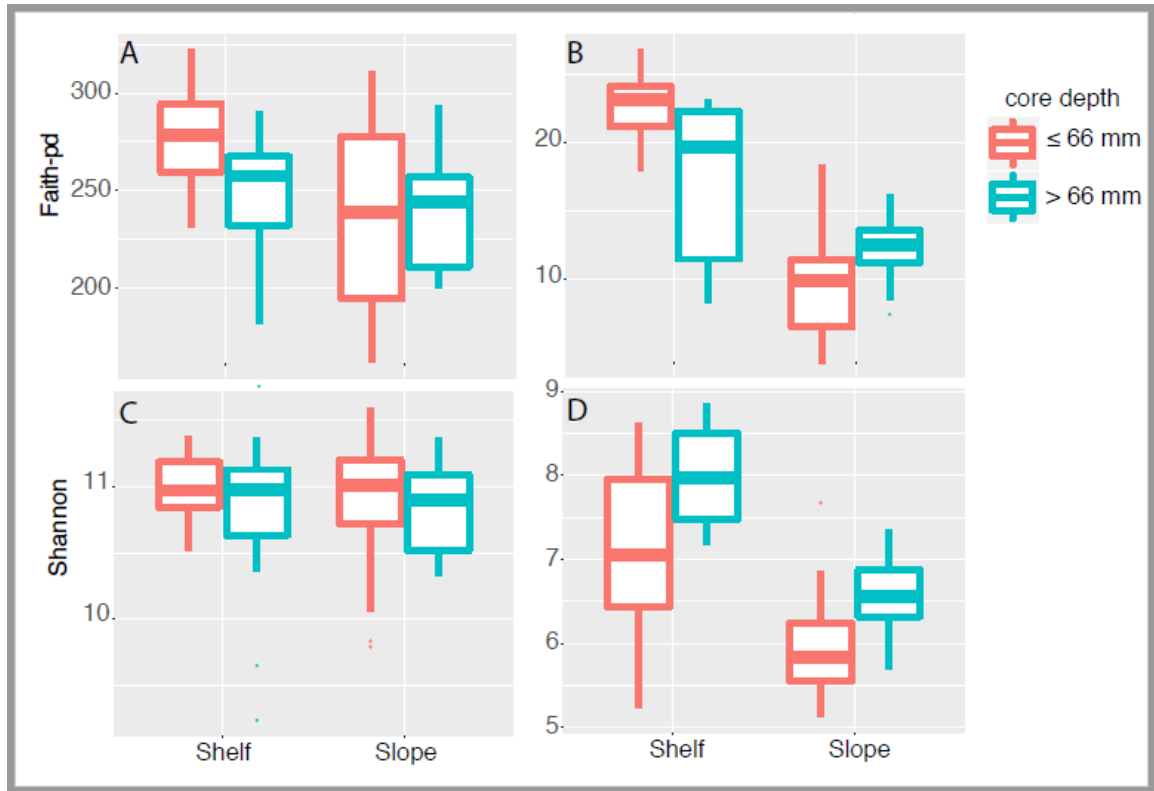 A
B
300
250
200
Faith-pd
20
10
core depth
≤ 66 mm
> 66 mm
C
D
11
10
Shannon
9
8
7
6
5
Shelf
Slope
Shelf
Slope